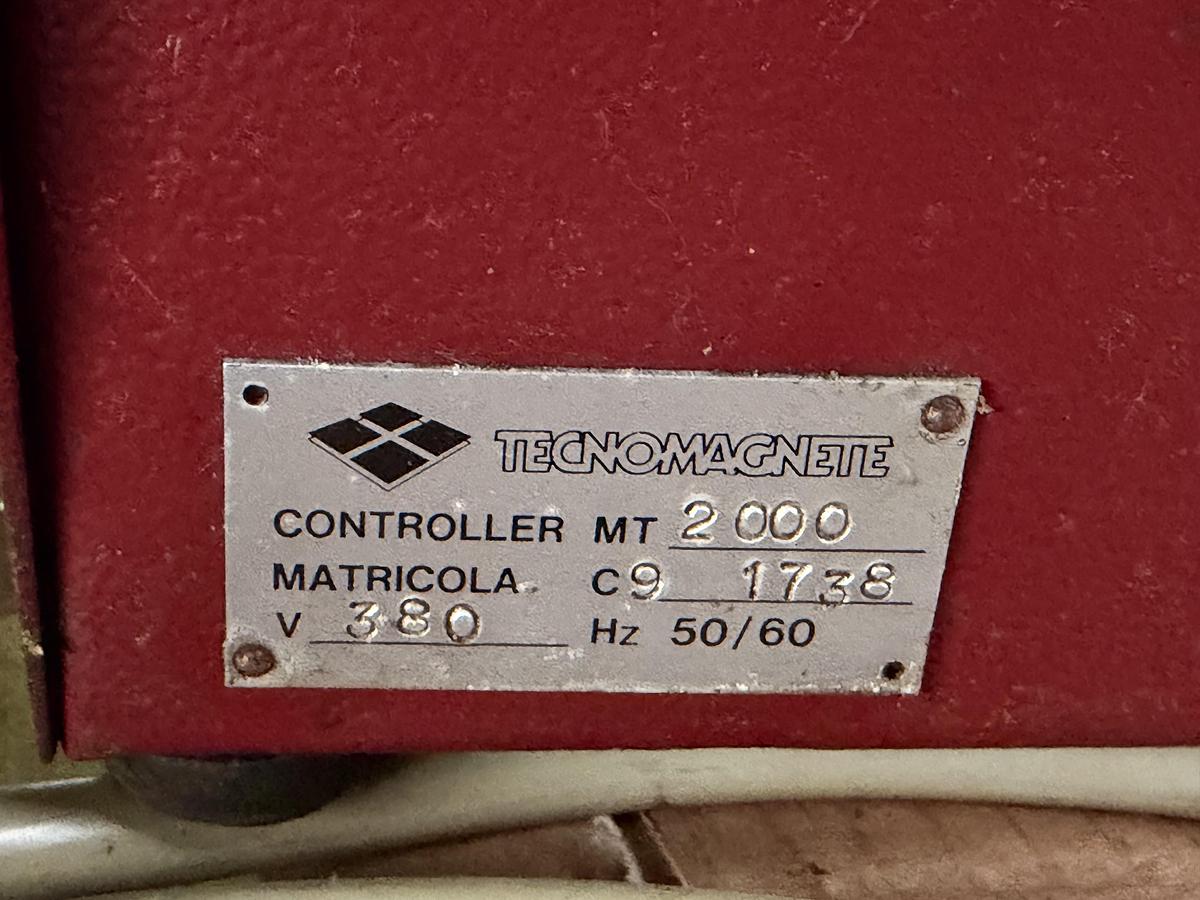 TECNOMAGNETE
CONTROLLER MT 2000
MATRICOLA C9 1738
V 380 Hz 50/60